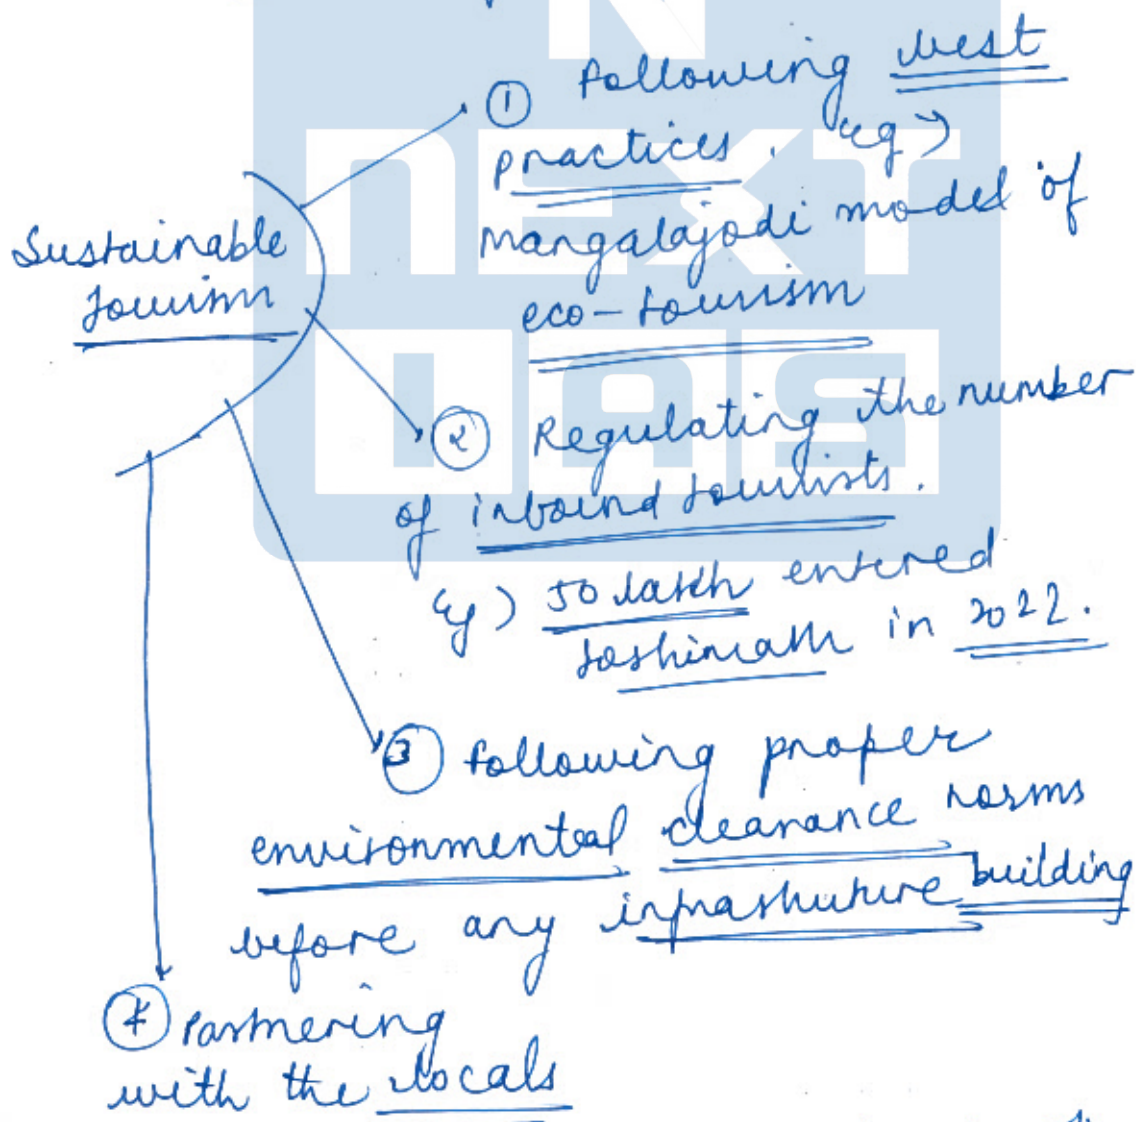 ① Following best
practices. eg)
mangalajodi model of
eco-tourism
Sustainable
tourism
② Regulating the number
of inbound tourists.
eg) 50 lakh entered
Joshimath in 2022.
③ Following proper
environmental clearance norms
before any infrastructure building
④ Partnering
with the locals
NEXT
IAS